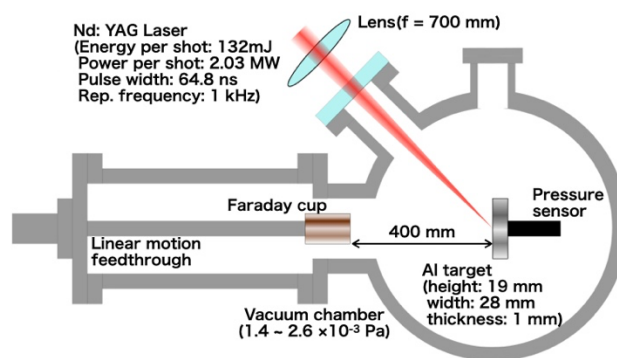 Nd: YAG Laser
(Energy per shot: 132mJ
Power per shot: 2.03 MW
Pulse width: 64.8 ns
Rep. frequency: 1 kHz)
Lens(f = 700 mm)
Faraday cup
Linear motion
feedthrough
400 mm
Pressure
sensor
Al target
(height: 19 mm
width: 28 mm
thickness: 1 mm)
Vacuum chamber
(1.4 ~ 2.6 ×10⁻³ Pa)